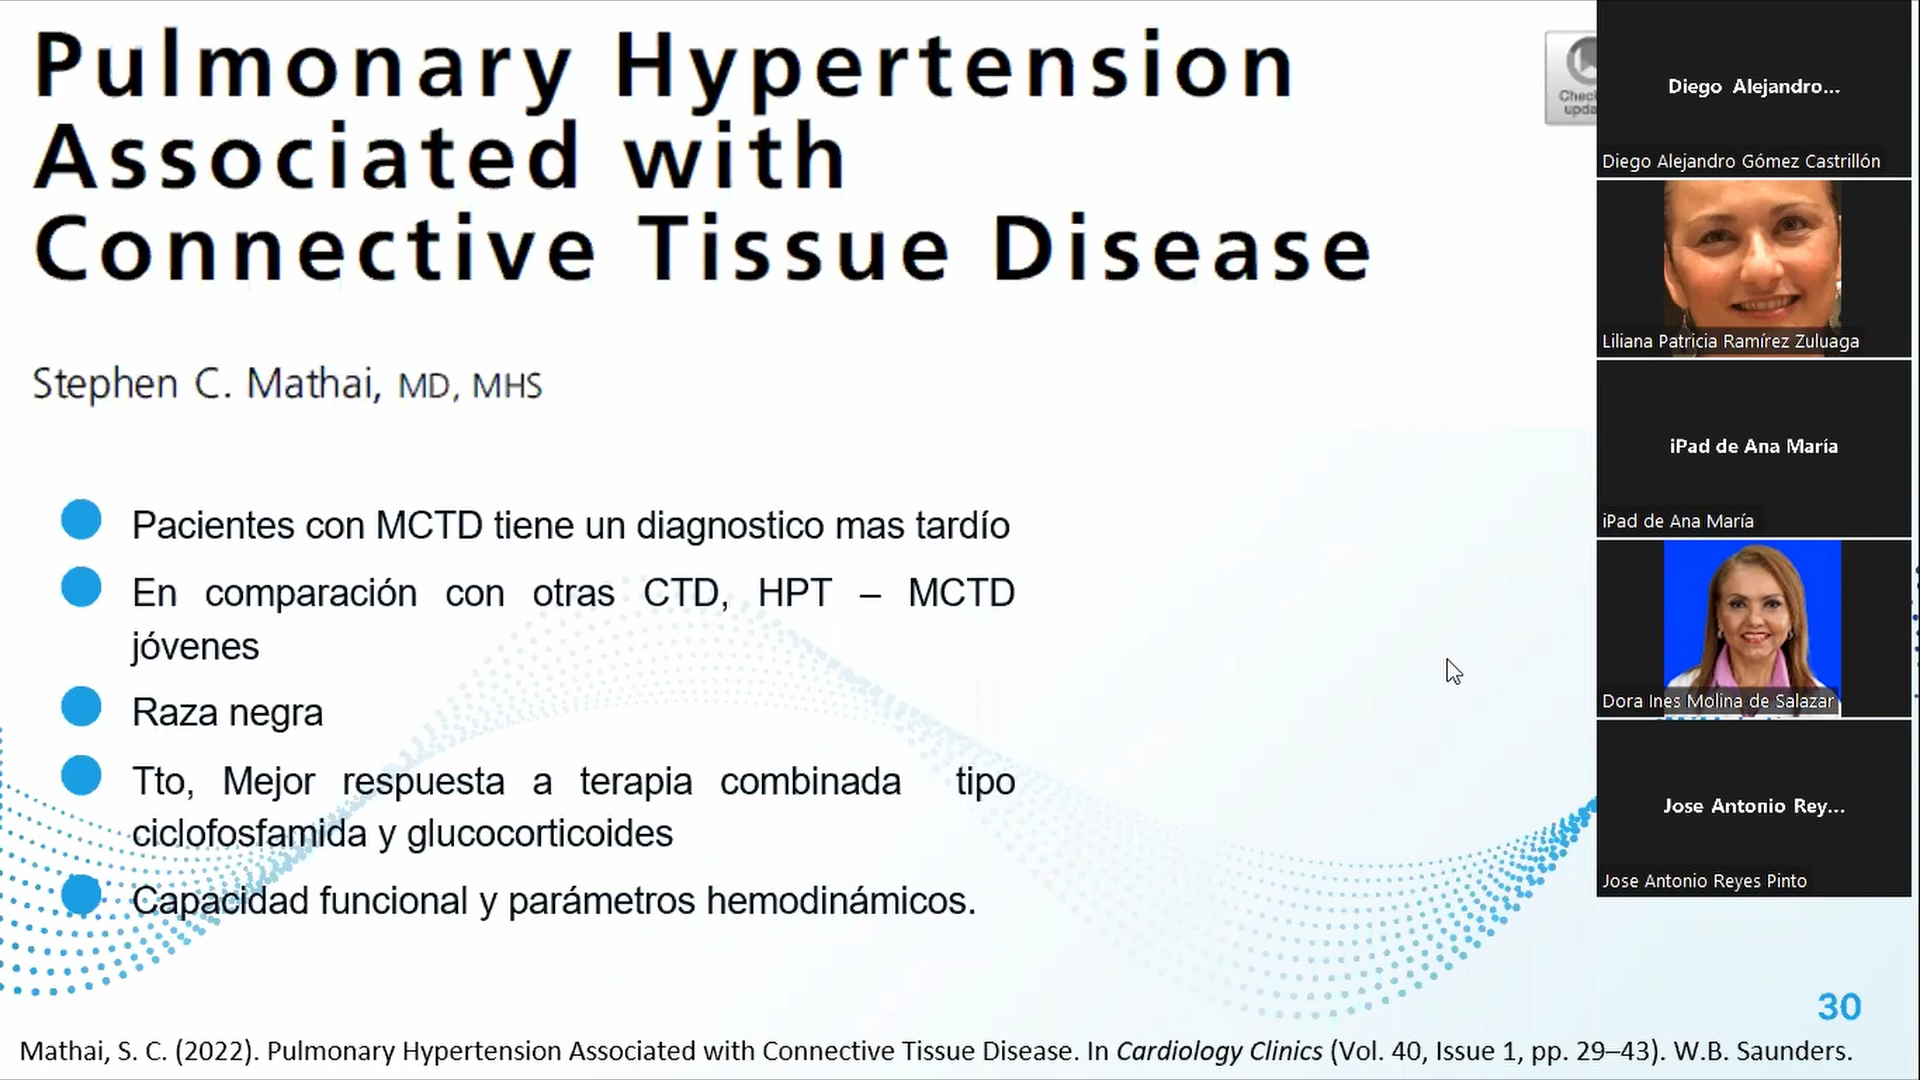 Pulmonary Hypertension
Associated with
Connective Tissue Disease
Stephen C. Mathai, MD, MHS
Pacientes con MCTD tiene un diagnostico mas tardío
En comparación con otras CTD, HPT – MCTD
jóvenes
Raza negra
Tto, Mejor respuesta a terapia combinada tipo
ciclofosfamida y glucocorticoides
Capacidad funcional y parámetros hemodinámicos.
30
Mathai, S. C. (2022). Pulmonary Hypertension Associated with Connective Tissue Disease. In Cardiology Clinics (Vol. 40, Issue 1, pp. 29–43). W.B. Saunders.
Diego Alejandro...
Diego Alejandro Gómez Castrillón
Liliana Patricia Ramírez Zuluaga
iPad de Ana María
iPad de Ana María
Dora Ines Molina de Salazar
Jose Antonio Rey...
Jose Antonio Reyes Pinto